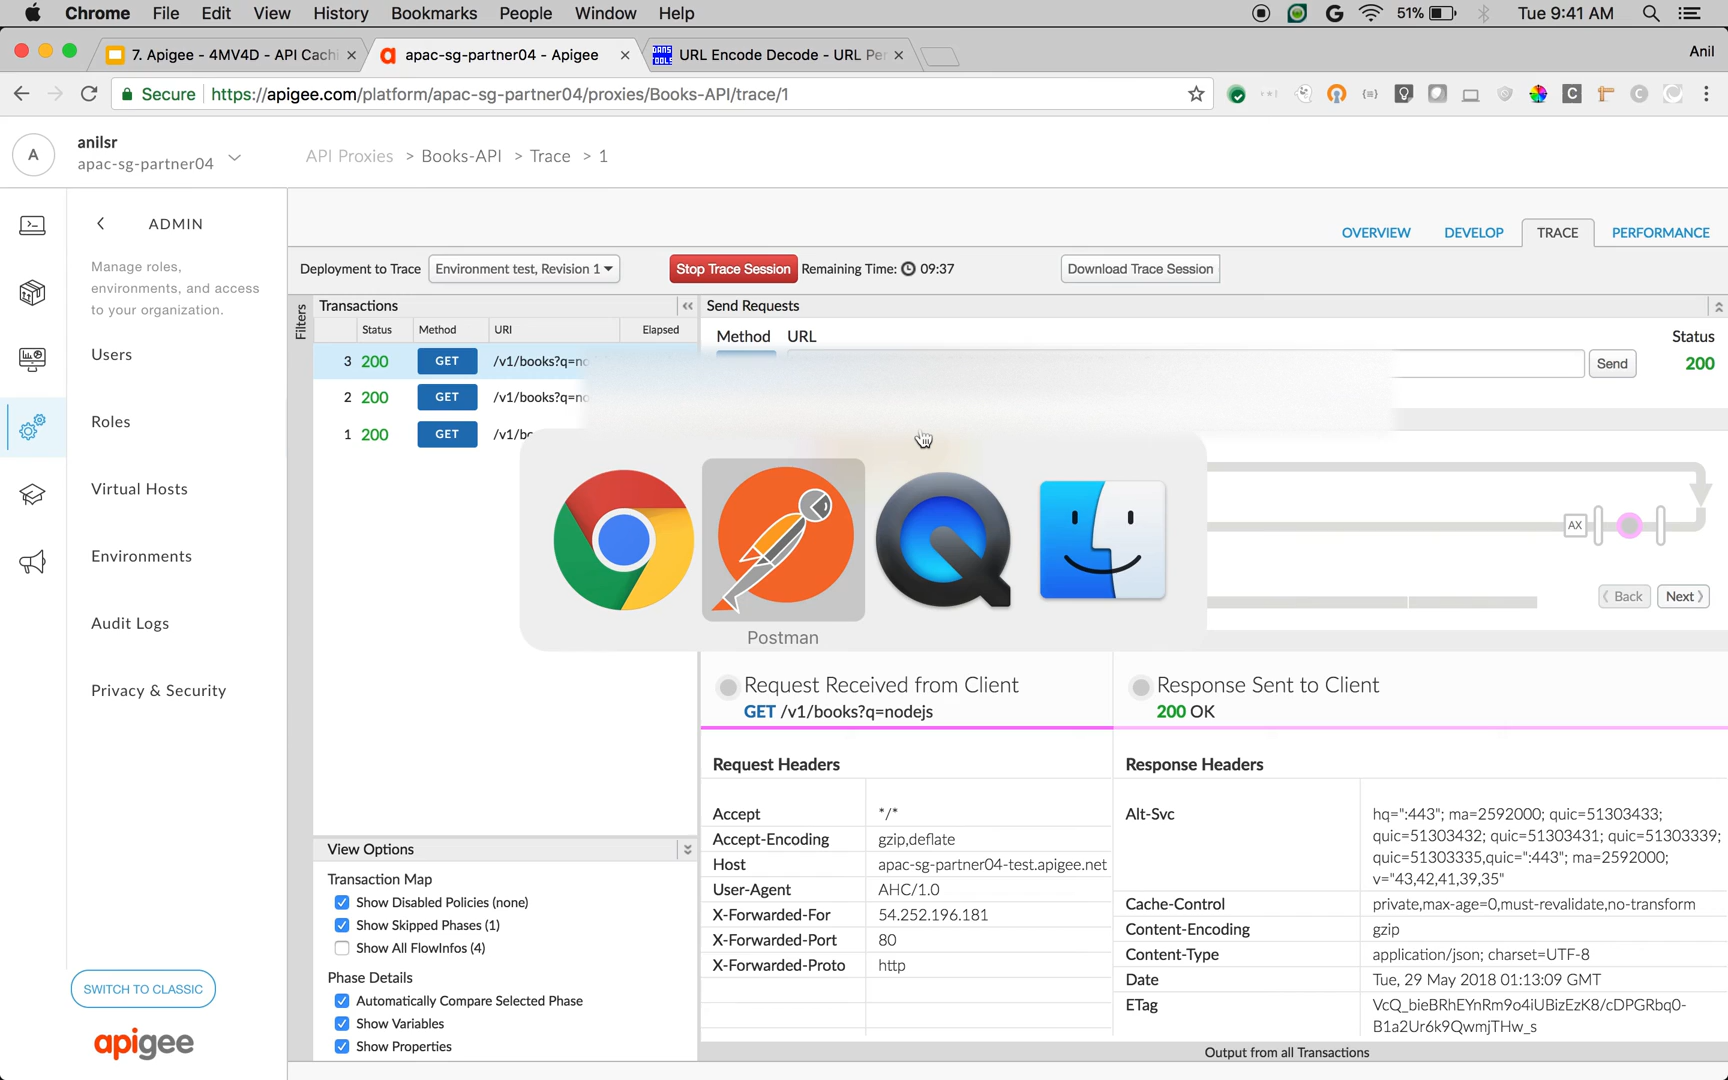 Chrome File Edit View History Bookmarks People Window Help 51% Tue 9:41 AM
7. Apigee - 4MV4D - API Cachi
apac-sg-partner04 - Apigee
URL Encode Decode - URL Per
Anil
Secure https://apigee.com/platform/apac-sg-partner04/proxies/Books-API/trace/1
A
anilsr
apac-sg-partner04
API Proxies > Books-API > Trace > 1
ADMIN
Manage roles,
environments, and access
to your organization.
Users
Roles
Virtual Hosts
Environments
Audit Logs
Privacy & Security
SWITCH TO CLASSIC
apigee
OVERVIEW DEVELOP TRACE PERFORMANCE
Deployment to Trace Environment test, Revision 1 Stop Trace Session Remaining Time: 09:37 Download Trace Session
Filters
Transactions
Status Method URI Elapsed
3 200 GET /v1/books?q=no
2 200 GET /v1/books?q=no
1 200 GET /v1/bo
Send Requests
Method URL Status
Send 200
AX
Back Next
Postman
Request Received from Client
GET /v1/books?q=nodejs
Response Sent to Client
200 OK
Request Headers
Accept */*
Accept-Encoding gzip,deflate
Host apac-sg-partner04-test.apigee.net
User-Agent AHC/1.0
X-Forwarded-For 54.252.196.181
X-Forwarded-Port 80
X-Forwarded-Proto http
Response Headers
Alt-Svc hq=":443"; ma=2592000; quic=51303433;
quic=51303432; quic=51303431; quic=51303339;
quic=51303335,quic=":443"; ma=2592000;
v="43,42,41,39,35"
Cache-Control private,max-age=0,must-revalidate,no-transform
Content-Encoding gzip
Content-Type application/json; charset=UTF-8
Date Tue, 29 May 2018 01:13:09 GMT
ETag VcQ_bieBRhEYnRm9o4iUBizEzK8/cDPGRbq0-
B1a2Ur6k9QwmjTHw_s
View Options
Transaction Map
Show Disabled Policies (none)
Show Skipped Phases (1)
Show All FlowInfos (4)
Phase Details
Automatically Compare Selected Phase
Show Variables
Show Properties
Output from all Transactions